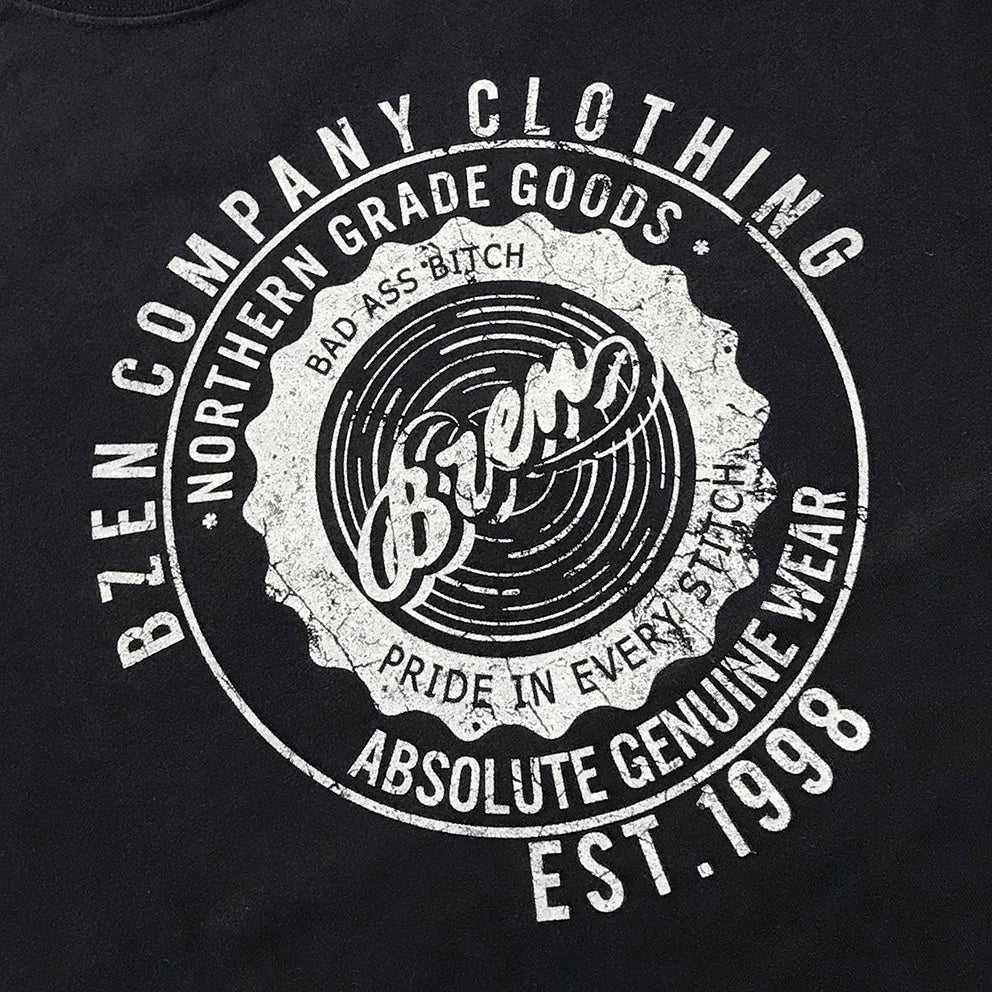 BZEN COMPANY CLOTHING
NORTHERN GRADE GOODS
BAD ASS BITCH
Bzen
PRIDE IN EVERY STITCH
ABSOLUTE GENUINE WEAR
EST. 1998